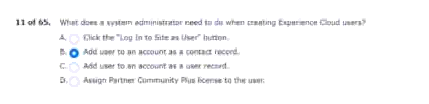 11 of 65. What does a system administrator need to do when creating Experience Cloud users?
A. Click the "Log in to Site as User" button.
B. Add user to an account as a contact record.
C. Add user to an account as a user record.
D. Assign Partner Community Plus license to the user.